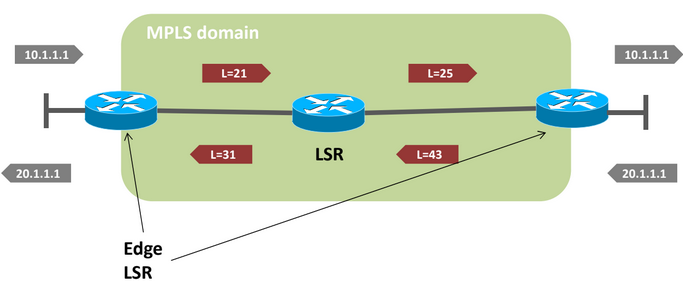 MPLS domain
10.1.1.1
10.1.1.1
L=21
L=25
L=31
LSR
L=43
20.1.1.1
20.1.1.1
Edge
LSR